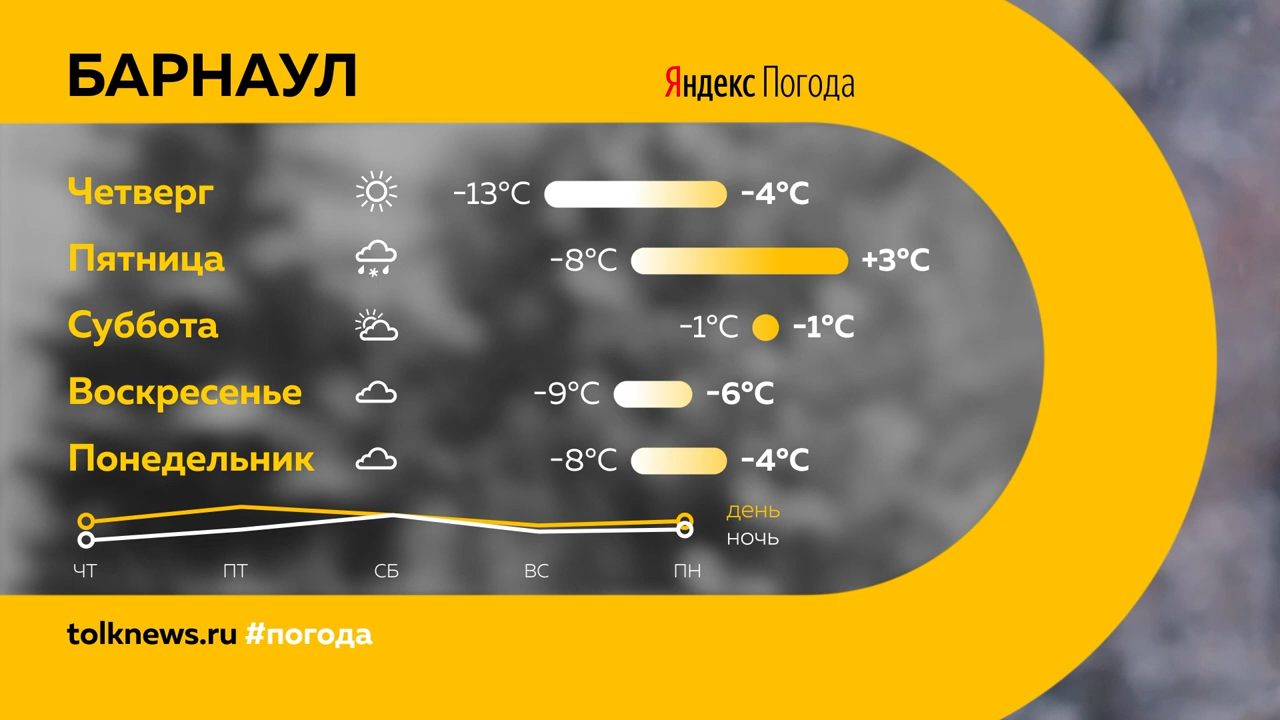 БАРНАУЛ
Яндекс Погода
Четверг -13°C -4°C
Пятница -8°C +3°C
Суббота -1°C -1°C
Воскресенье -9°C -6°C
Понедельник -8°C -4°C
день
ночь
ЧТ ПТ СБ ВС ПН
tolknews.ru #погода